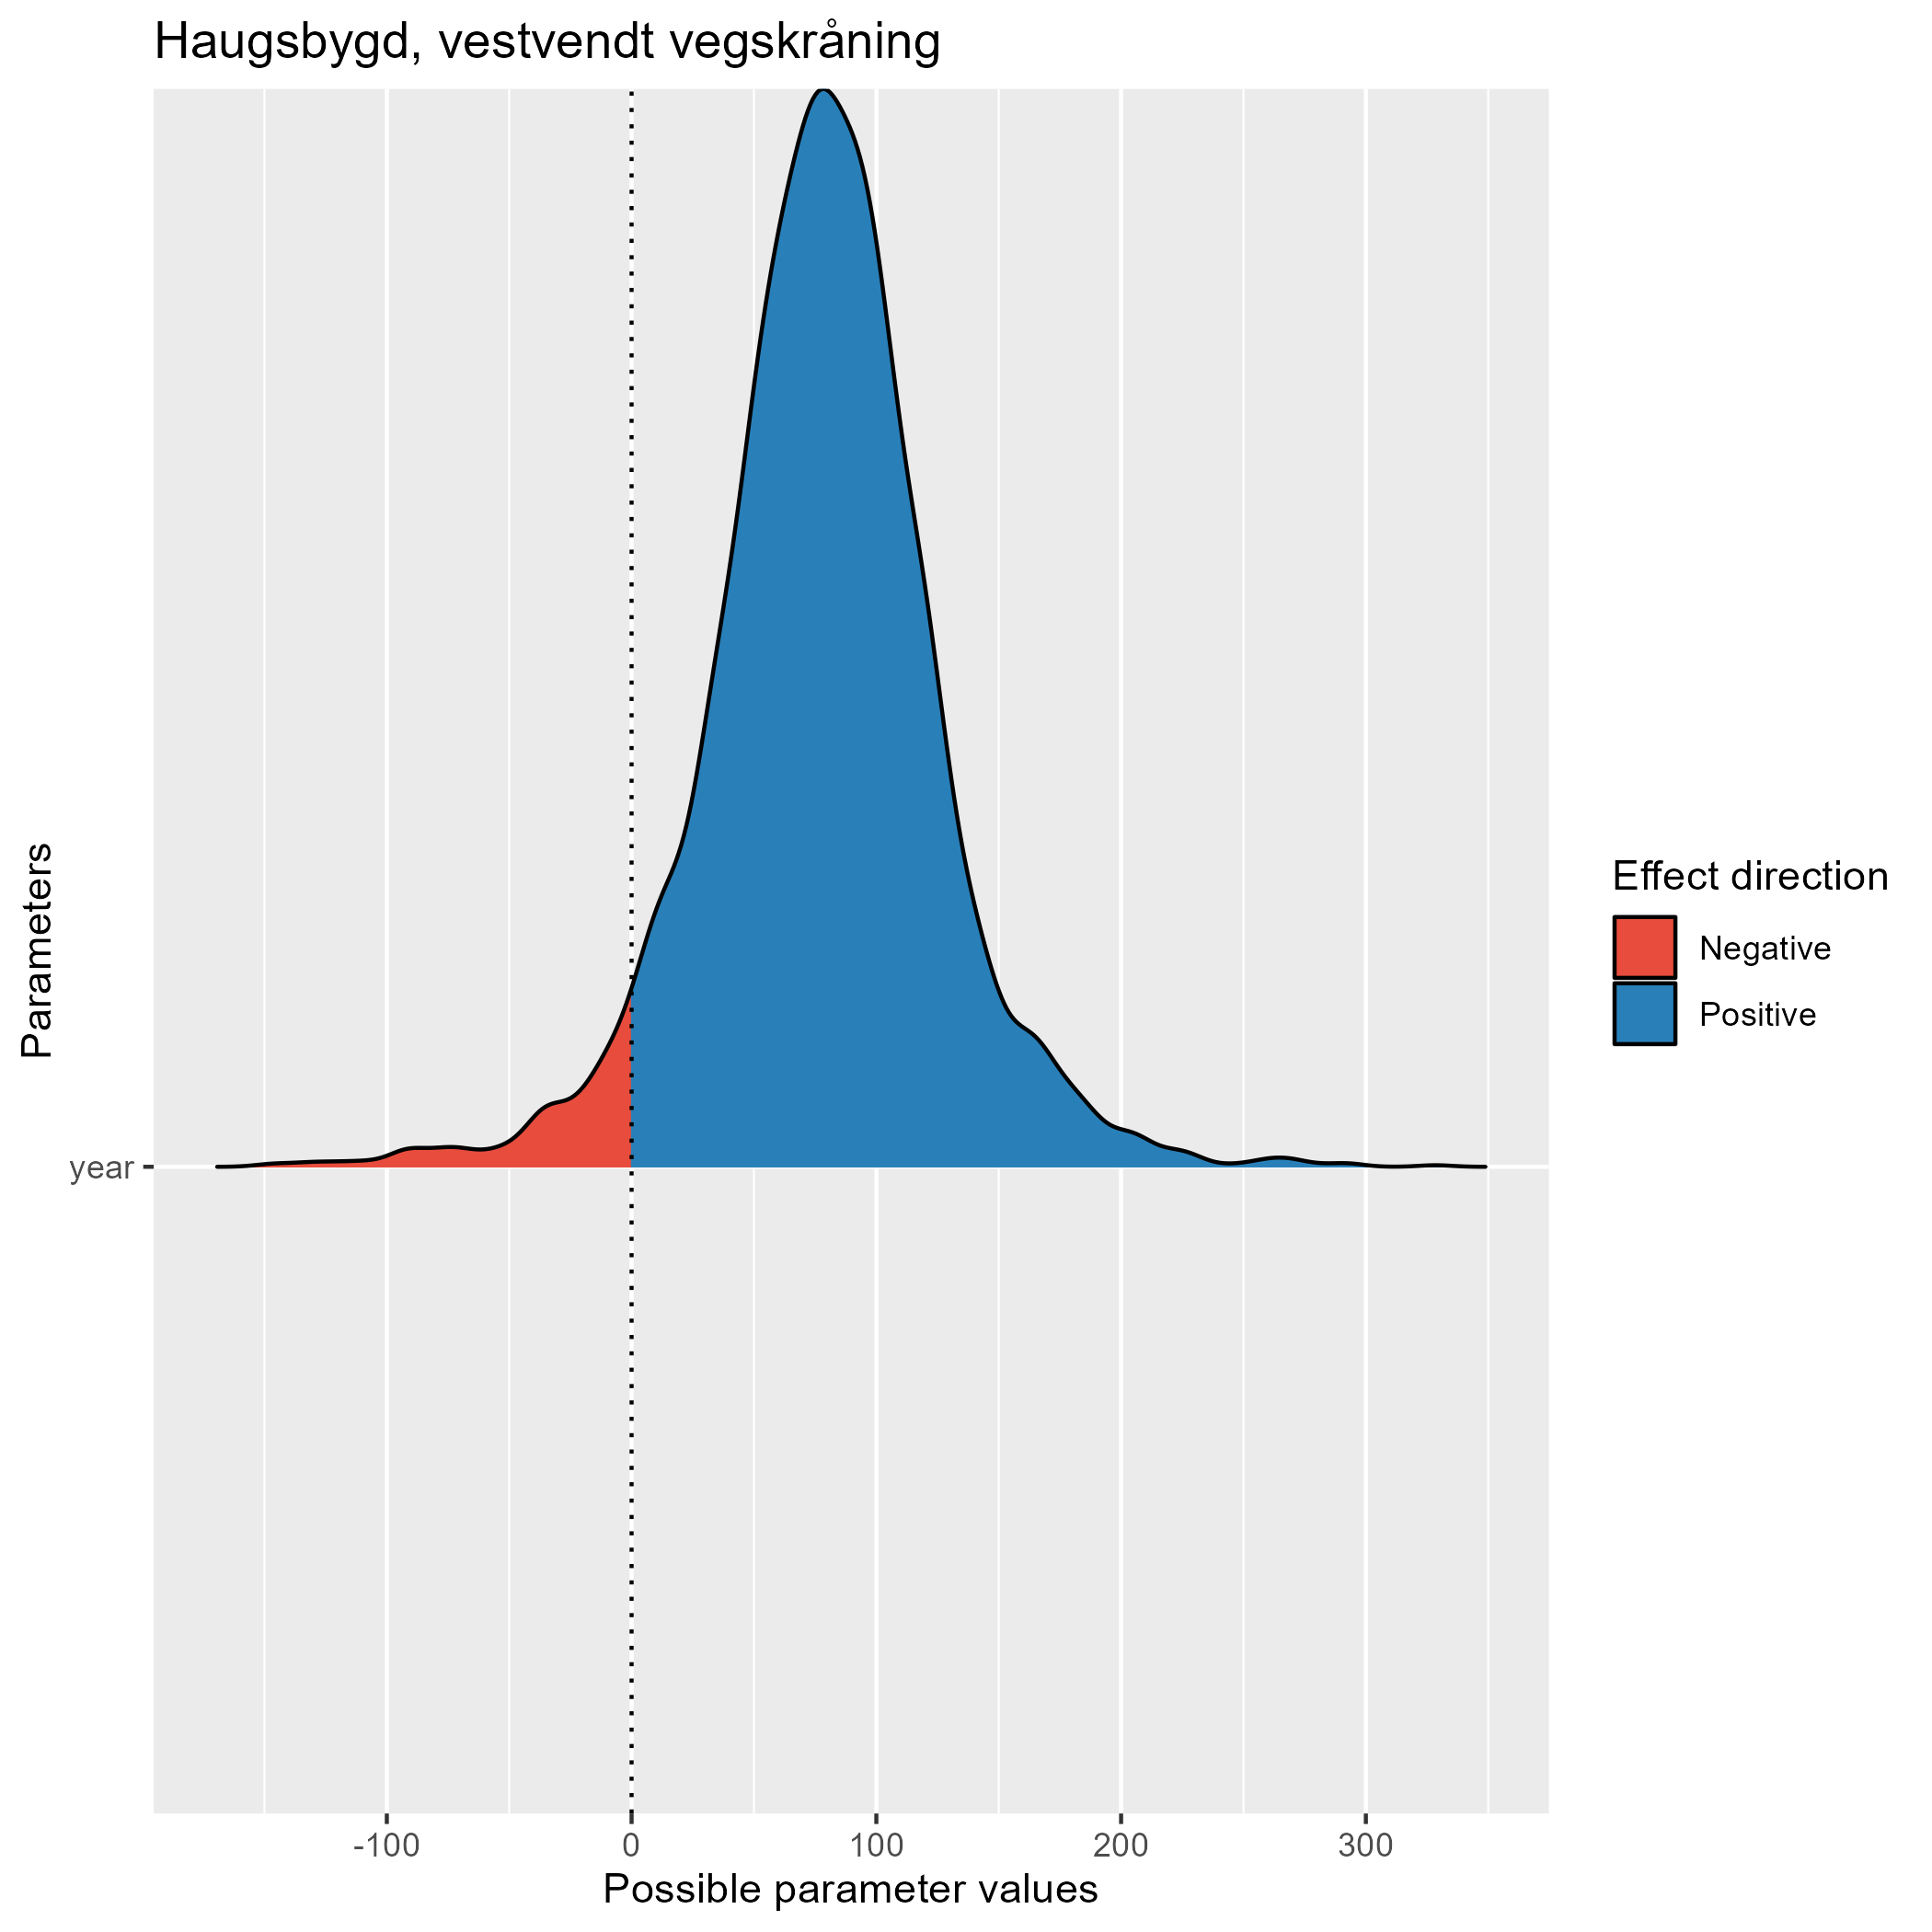 Haugsbygd, vestvendt vegskråning
Parameters
year
Effect direction
Negative
Positive
-100 0 100 200 300
Possible parameter values